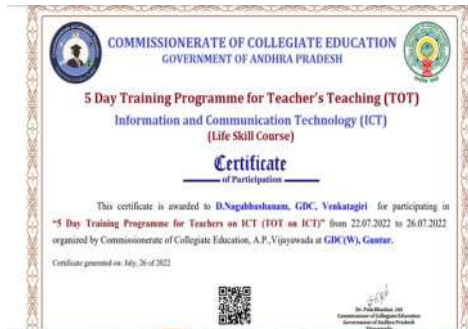 COMMISSIONERATE OF COLLEGIATE EDUCATION
GOVERNMENT OF ANDHRA PRADESH
5 Day Training Programme for Teacher's Teaching (TOT)
Information and Communication Technology (ICT)
(Life Skill Course)
Certificate
of Participation
This certificate is awarded to D.Nagabhushanam, GDC, Venkatagiri for participating in
"5 Day Training Programme for Teachers on ICT (TOT on ICT)" from 22.07.2022 to 26.07.2022
organized by Commissionerate of Collegiate Education, A.P.,Vijayawada at GDC(W), Guntur.
Certificate generated on: July, 26 of 2022
Dr. Pola Bhaskar, IAS
Commissioner of Collegiate Education
Government of Andhra Pradesh